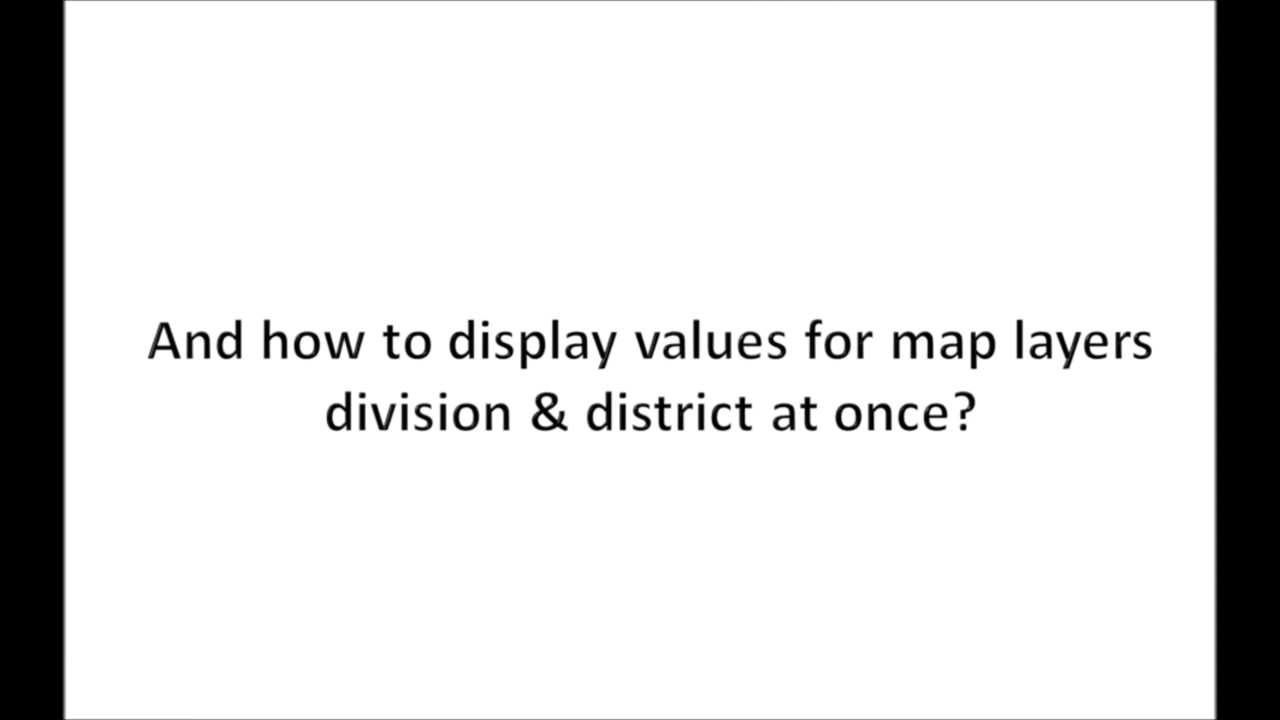 And how to display values for map layers
division & district at once?